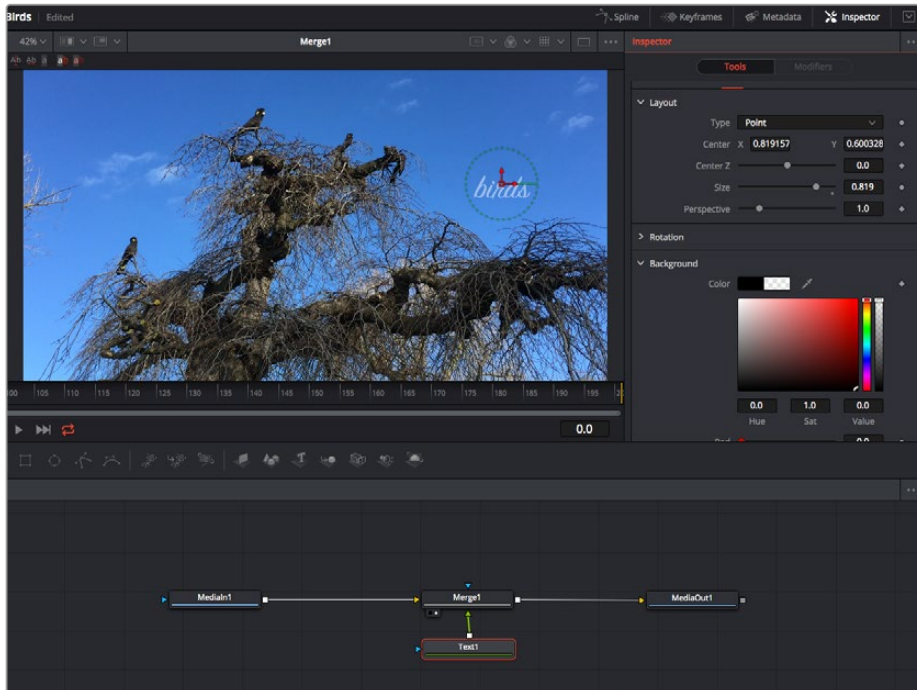 Birds Edited Spline Keyframes Metadata Inspector
42% Merge1 Inspector
Tools Modifiers
Layout
Type Point
Center X 0.819157 Y 0.600328
Center Z 0.0
Size 0.819
Perspective 1.0
Rotation
Background
Color
birds
105 110 115 120 125 130 135 140 145 150 155 160 165 170 175 180 185 190 195
0.0 1.0 0.0
Hue Sat Value
0.0
MediaIn1 Merge1 MediaOut1
Text1